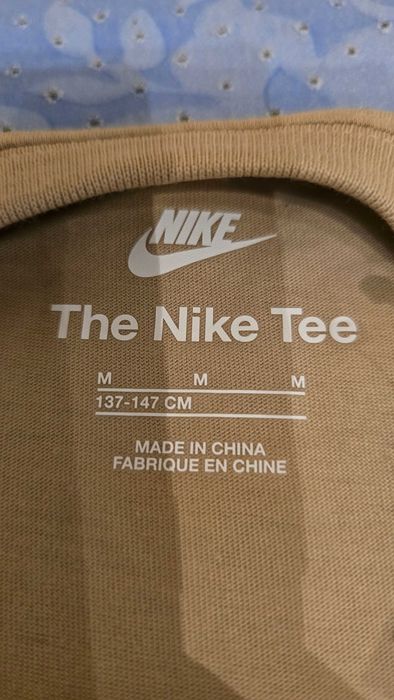 NIKE
The Nike Tee
M M M
137-147 CM
MADE IN CHINA
FABRIQUE EN CHINE